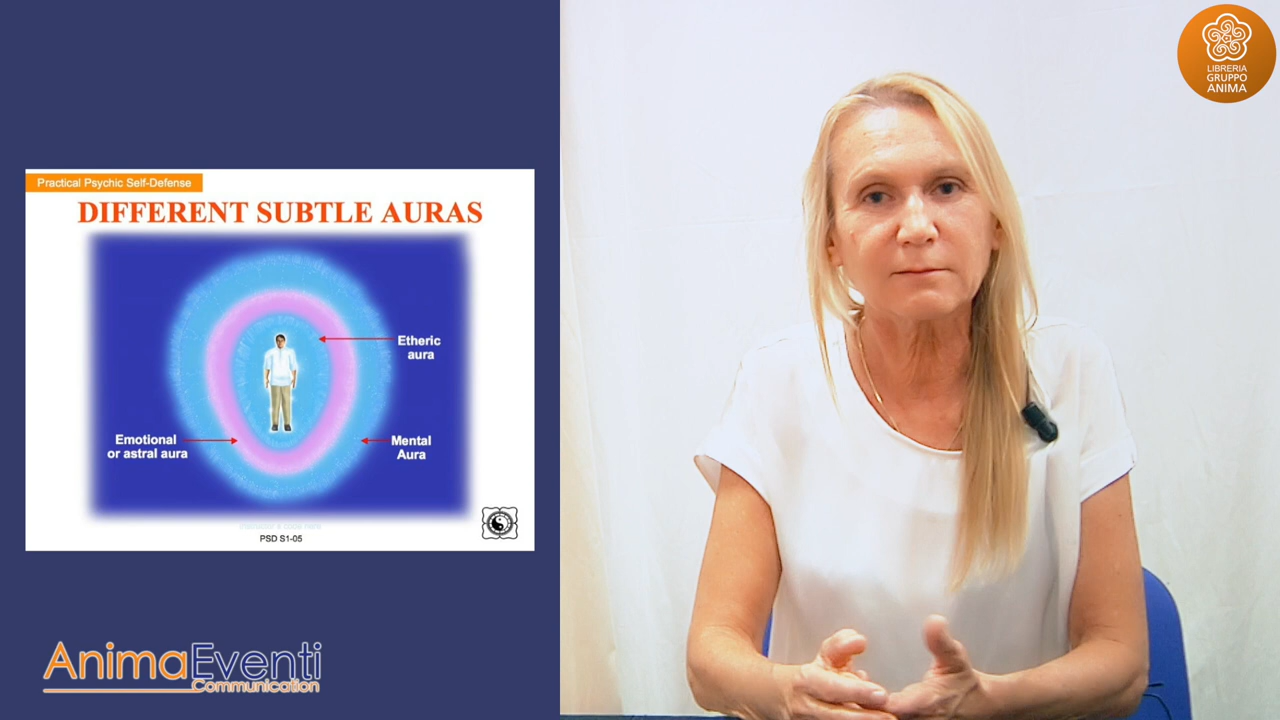 Practical Psychic Self-Defense
DIFFERENT SUBTLE AURAS
Etheric
aura
Emotional
or astral aura
Mental
Aura
PSD S1-05
AnimaEventi
Communication
LIBRERIA
GRUPPO
ANIMA